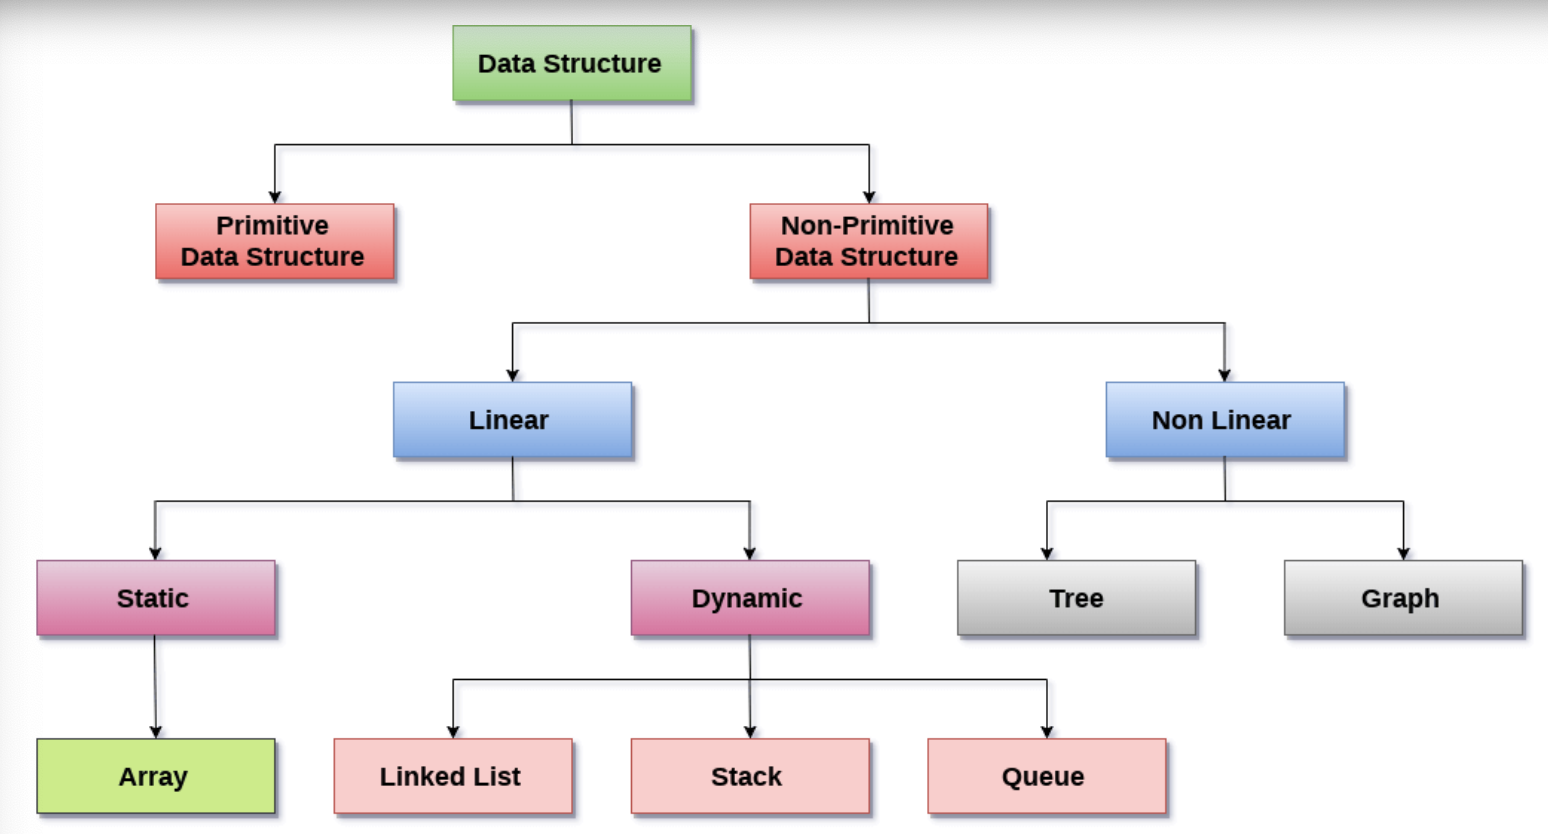 Data Structure
Primitive
Data Structure
Non-Primitive
Data Structure
Linear
Non Linear
Static
Dynamic
Tree
Graph
Array
Linked List
Stack
Queue